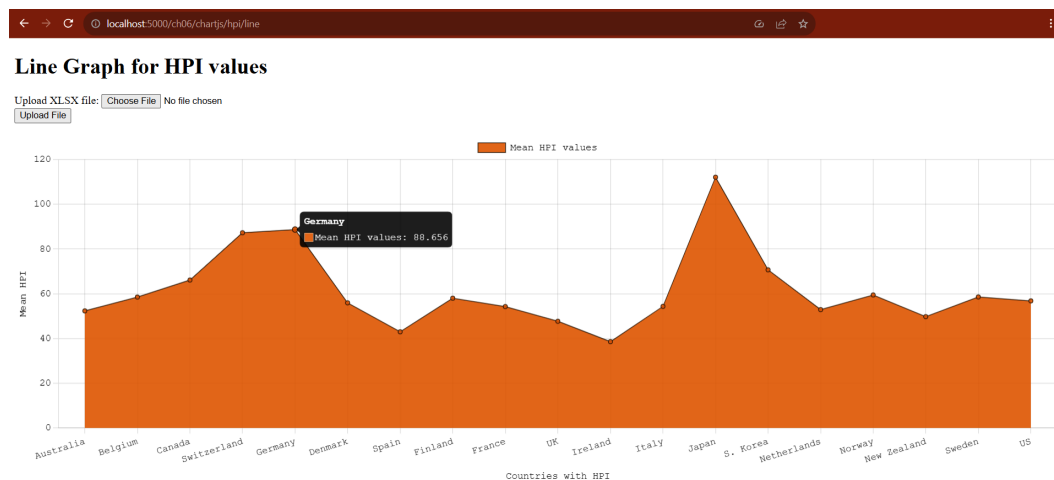 localhost:5000/ch06/chartjs/hpi/line
Line Graph for HPI values
Upload XLSX file: Choose File No file chosen
Upload File
Mean HPI values
120
100
80
60
40
20
0
Mean HPI
Germany
Mean HPI values: 88.656
Australia
Belgium
Canada
Switzerland
Germany
Denmark
Spain
Finland
France
UK
Ireland
Italy
Japan
S. Korea
Netherlands
Norway
New Zealand
Sweden
US
Countries with HPI